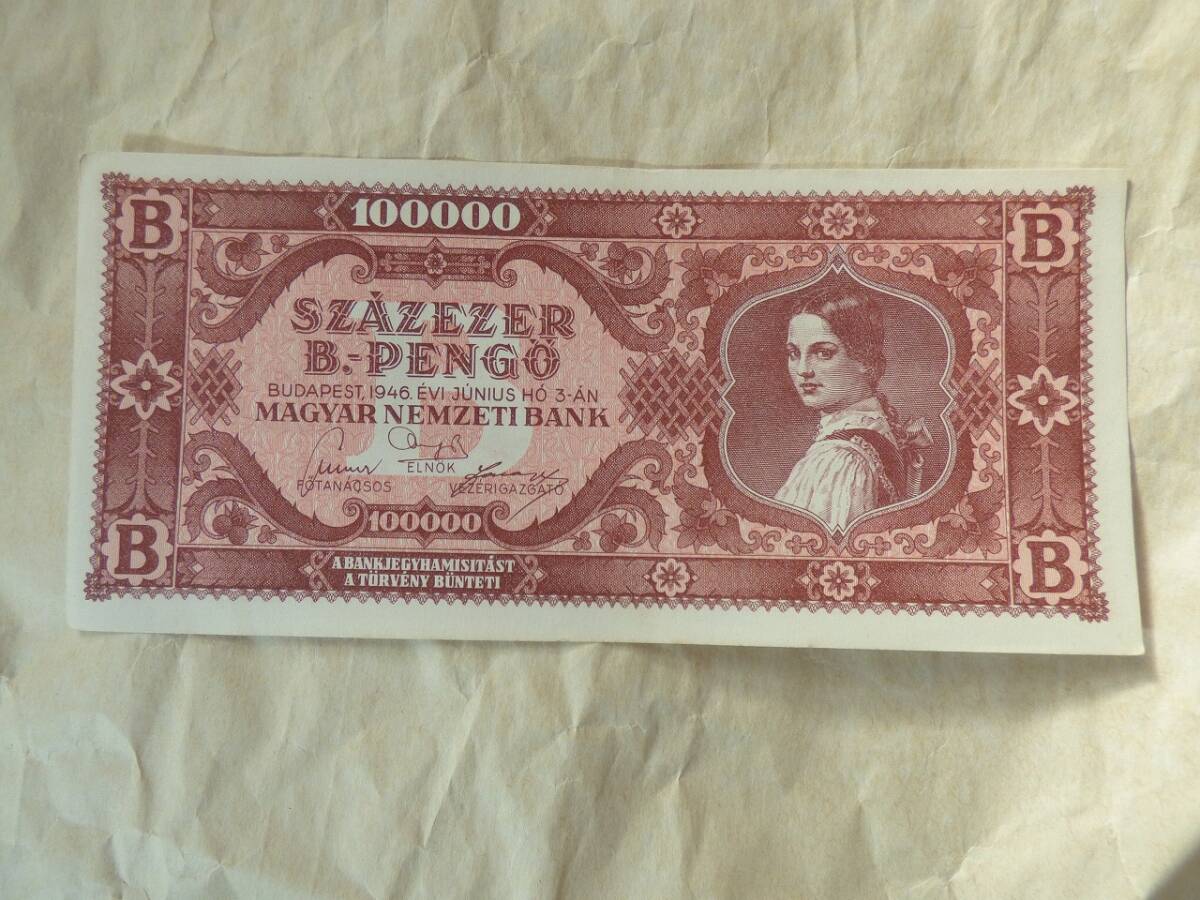 B 100000 B
SZÁZEZER
B.-PENGŐ
BUDAPEST, 1946. ÉVI JÚNIUS HÓ 3-ÁN
MAGYAR NEMZETI BANK
ELNÖK
FŐTANÁCSOS VEZÉRIGAZGATÓ
100000
B B
A BANKJEGYHAMISITÁST
A TÖRVÉNY BÜNTETI